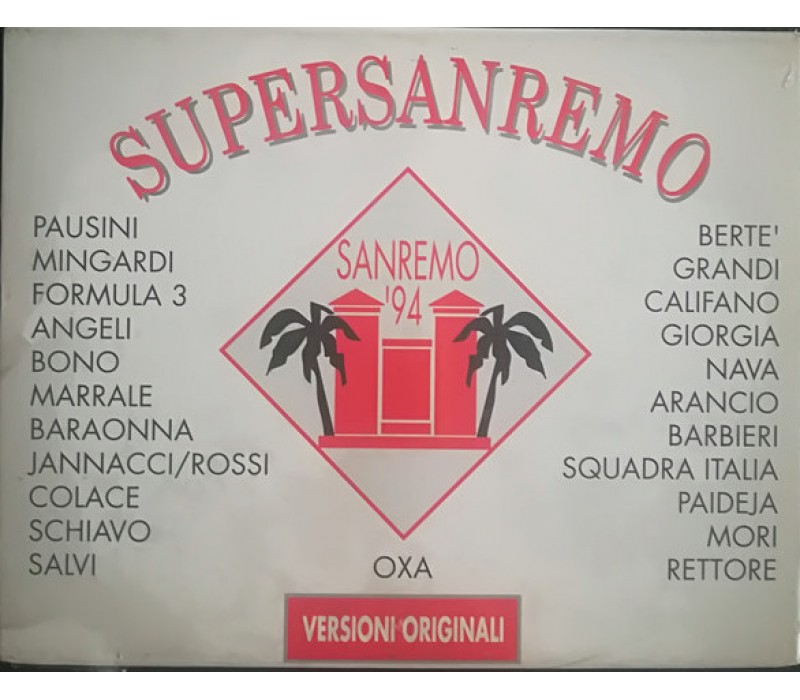 SUPERSANREMO
SANREMO
'94
PAUSINI
MINGARDI
FORMULA 3
ANGELI
BONO
MARRALE
BARAONNA
JANNACCI/ROSSI
COLACE
SCHIAVO
SALVI
OXA
BERTE'
GRANDI
CALIFANO
GIORGIA
NAVA
ARANCIO
BARBIERI
SQUADRA ITALIA
PAIDEJA
MORI
RETTORE
VERSIONI ORIGINALI